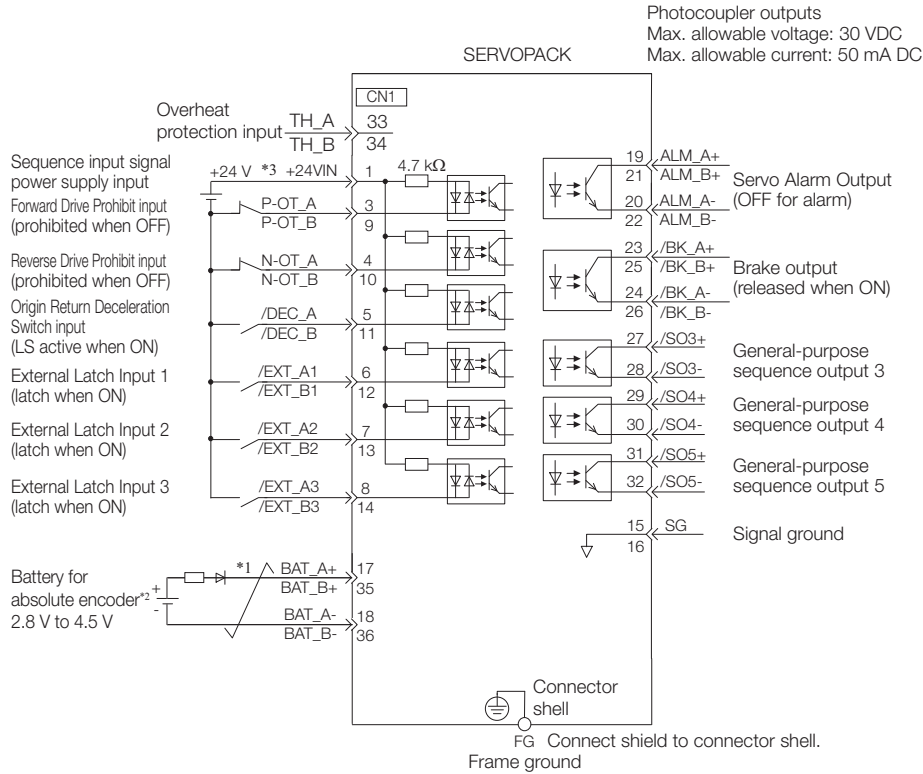 Photocoupler outputs
Max. allowable voltage: 30 VDC
Max. allowable current: 50 mA DC
SERVOPACK
CN1
Overheat
protection input
TH_A 33
TH_B 34
Sequence input signal
power supply input
+24 V *3 +24VIN 1
4.7 kΩ
Forward Drive Prohibit input
(prohibited when OFF)
P-OT_A 3
P-OT_B 9
Reverse Drive Prohibit input
(prohibited when OFF)
N-OT_A 4
N-OT_B 10
Origin Return Deceleration
Switch input
(LS active when ON)
/DEC_A 5
/DEC_B 11
External Latch Input 1
(latch when ON)
/EXT_A1 6
/EXT_B1 12
External Latch Input 2
(latch when ON)
/EXT_A2 7
/EXT_B2 13
External Latch Input 3
(latch when ON)
/EXT_A3 8
/EXT_B3 14
Battery for
absolute encoder*2
2.8 V to 4.5 V
+
-
*1
BAT_A+ 17
BAT_B+ 35
BAT_A- 18
BAT_B- 36
19 ALM_A+
21 ALM_B+
20 ALM_A-
22 ALM_B-
Servo Alarm Output
(OFF for alarm)
23 /BK_A+
25 /BK_B+
24 /BK_A-
26 /BK_B-
Brake output
(released when ON)
27 /SO3+
28 /SO3-
General-purpose
sequence output 3
29 /SO4+
30 /SO4-
General-purpose
sequence output 4
31 /SO5+
32 /SO5-
General-purpose
sequence output 5
15 SG
16
Signal ground
Connector
shell
FG Connect shield to connector shell.
Frame ground